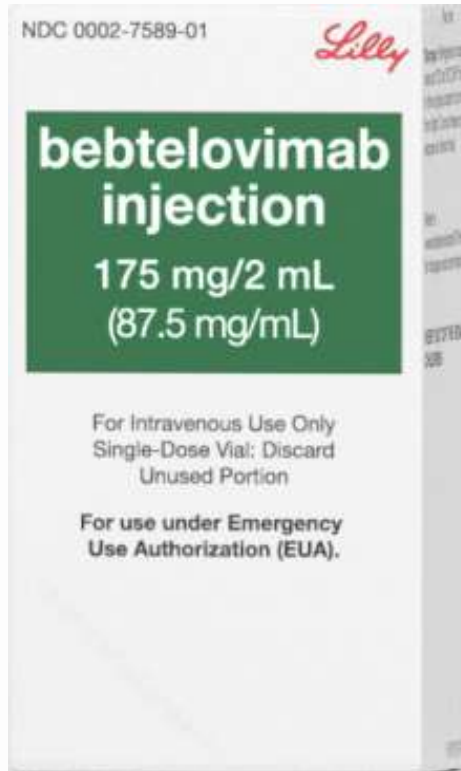 NDC 0002-7589-01
Lilly
bebtelovimab
injection
175 mg/2 mL
(87.5 mg/mL)
For Intravenous Use Only
Single-Dose Vial: Discard
Unused Portion
For use under Emergency
Use Authorization (EUA).